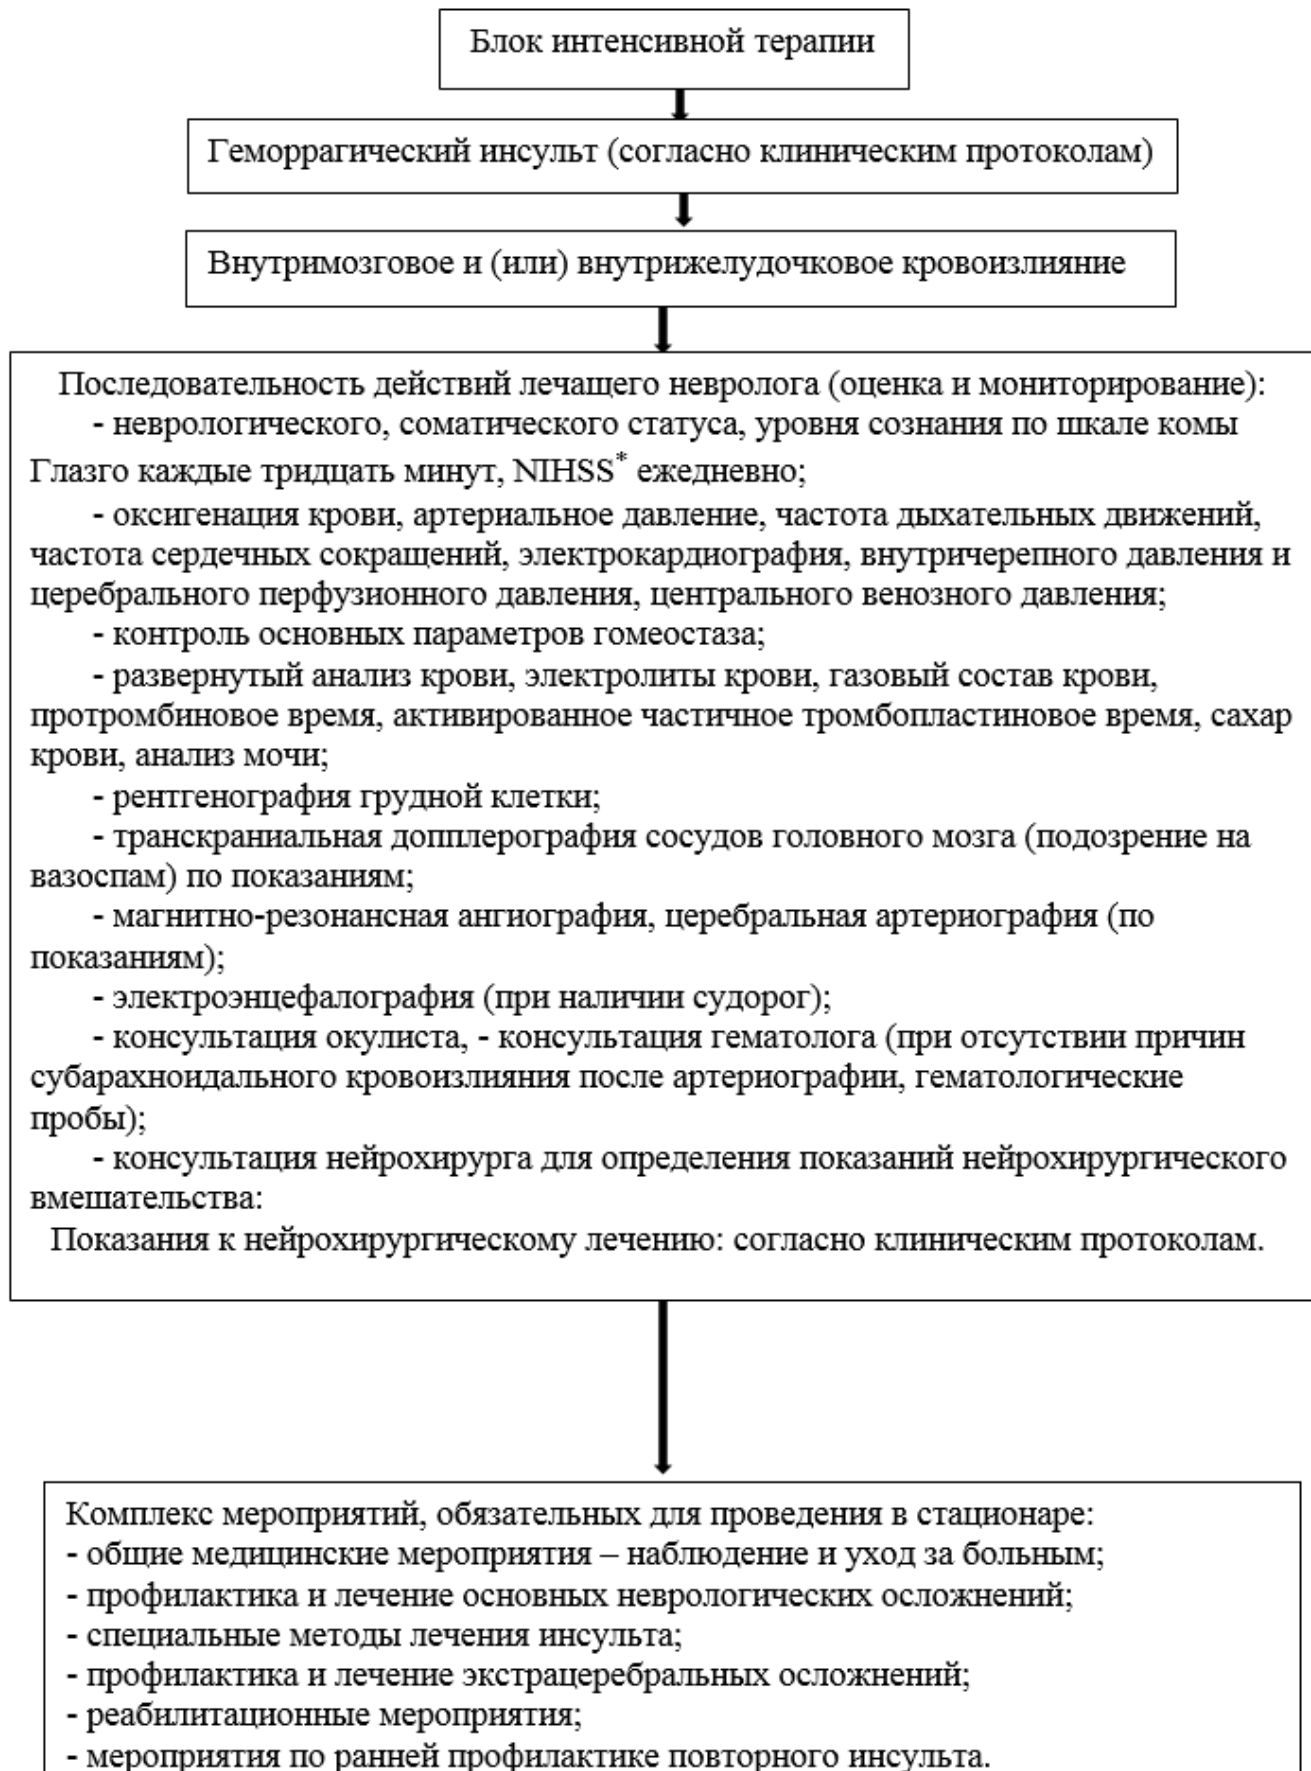 Блок интенсивной терапии
Геморрагический инсульт (согласно клиническим протоколам)
Внутримозговое и (или) внутрижелудочковое кровоизлияние
Последовательность действий лечащего невролога (оценка и мониторирование):
- неврологического, соматического статуса, уровня сознания по шкале комы
Глазго каждые тридцать минут, NIHSS* ежедневно;
- оксигенация крови, артериальное давление, частота дыхательных движений,
частота сердечных сокращений, электрокардиография, внутричерепного давления и
церебрального перфузионного давления, центрального венозного давления;
- контроль основных параметров гомеостаза;
- развернутый анализ крови, электролиты крови, газовый состав крови,
протромбиновое время, активированное частичное тромбопластиновое время, сахар
крови, анализ мочи;
- рентгенография грудной клетки;
- транскраниальная допплерография сосудов головного мозга (подозрение на
вазоспам) по показаниям;
- магнитно-резонансная ангиография, церебральная артериография (по
показаниям);
- электроэнцефалография (при наличии судорог);
- консультация окулиста, - консультация гематолога (при отсутствии причин
субарахноидального кровоизлияния после артериографии, гематологические
пробы);
- консультация нейрохирурга для определения показаний нейрохирургического
вмешательства:
Показания к нейрохирургическому лечению: согласно клиническим протоколам.
Комплекс мероприятий, обязательных для проведения в стационаре:
- общие медицинские мероприятия – наблюдение и уход за больным;
- профилактика и лечение основных неврологических осложнений;
- специальные методы лечения инсульта;
- профилактика и лечение экстрацеребральных осложнений;
- реабилитационные мероприятия;
- мероприятия по ранней профилактике повторного инсульта.